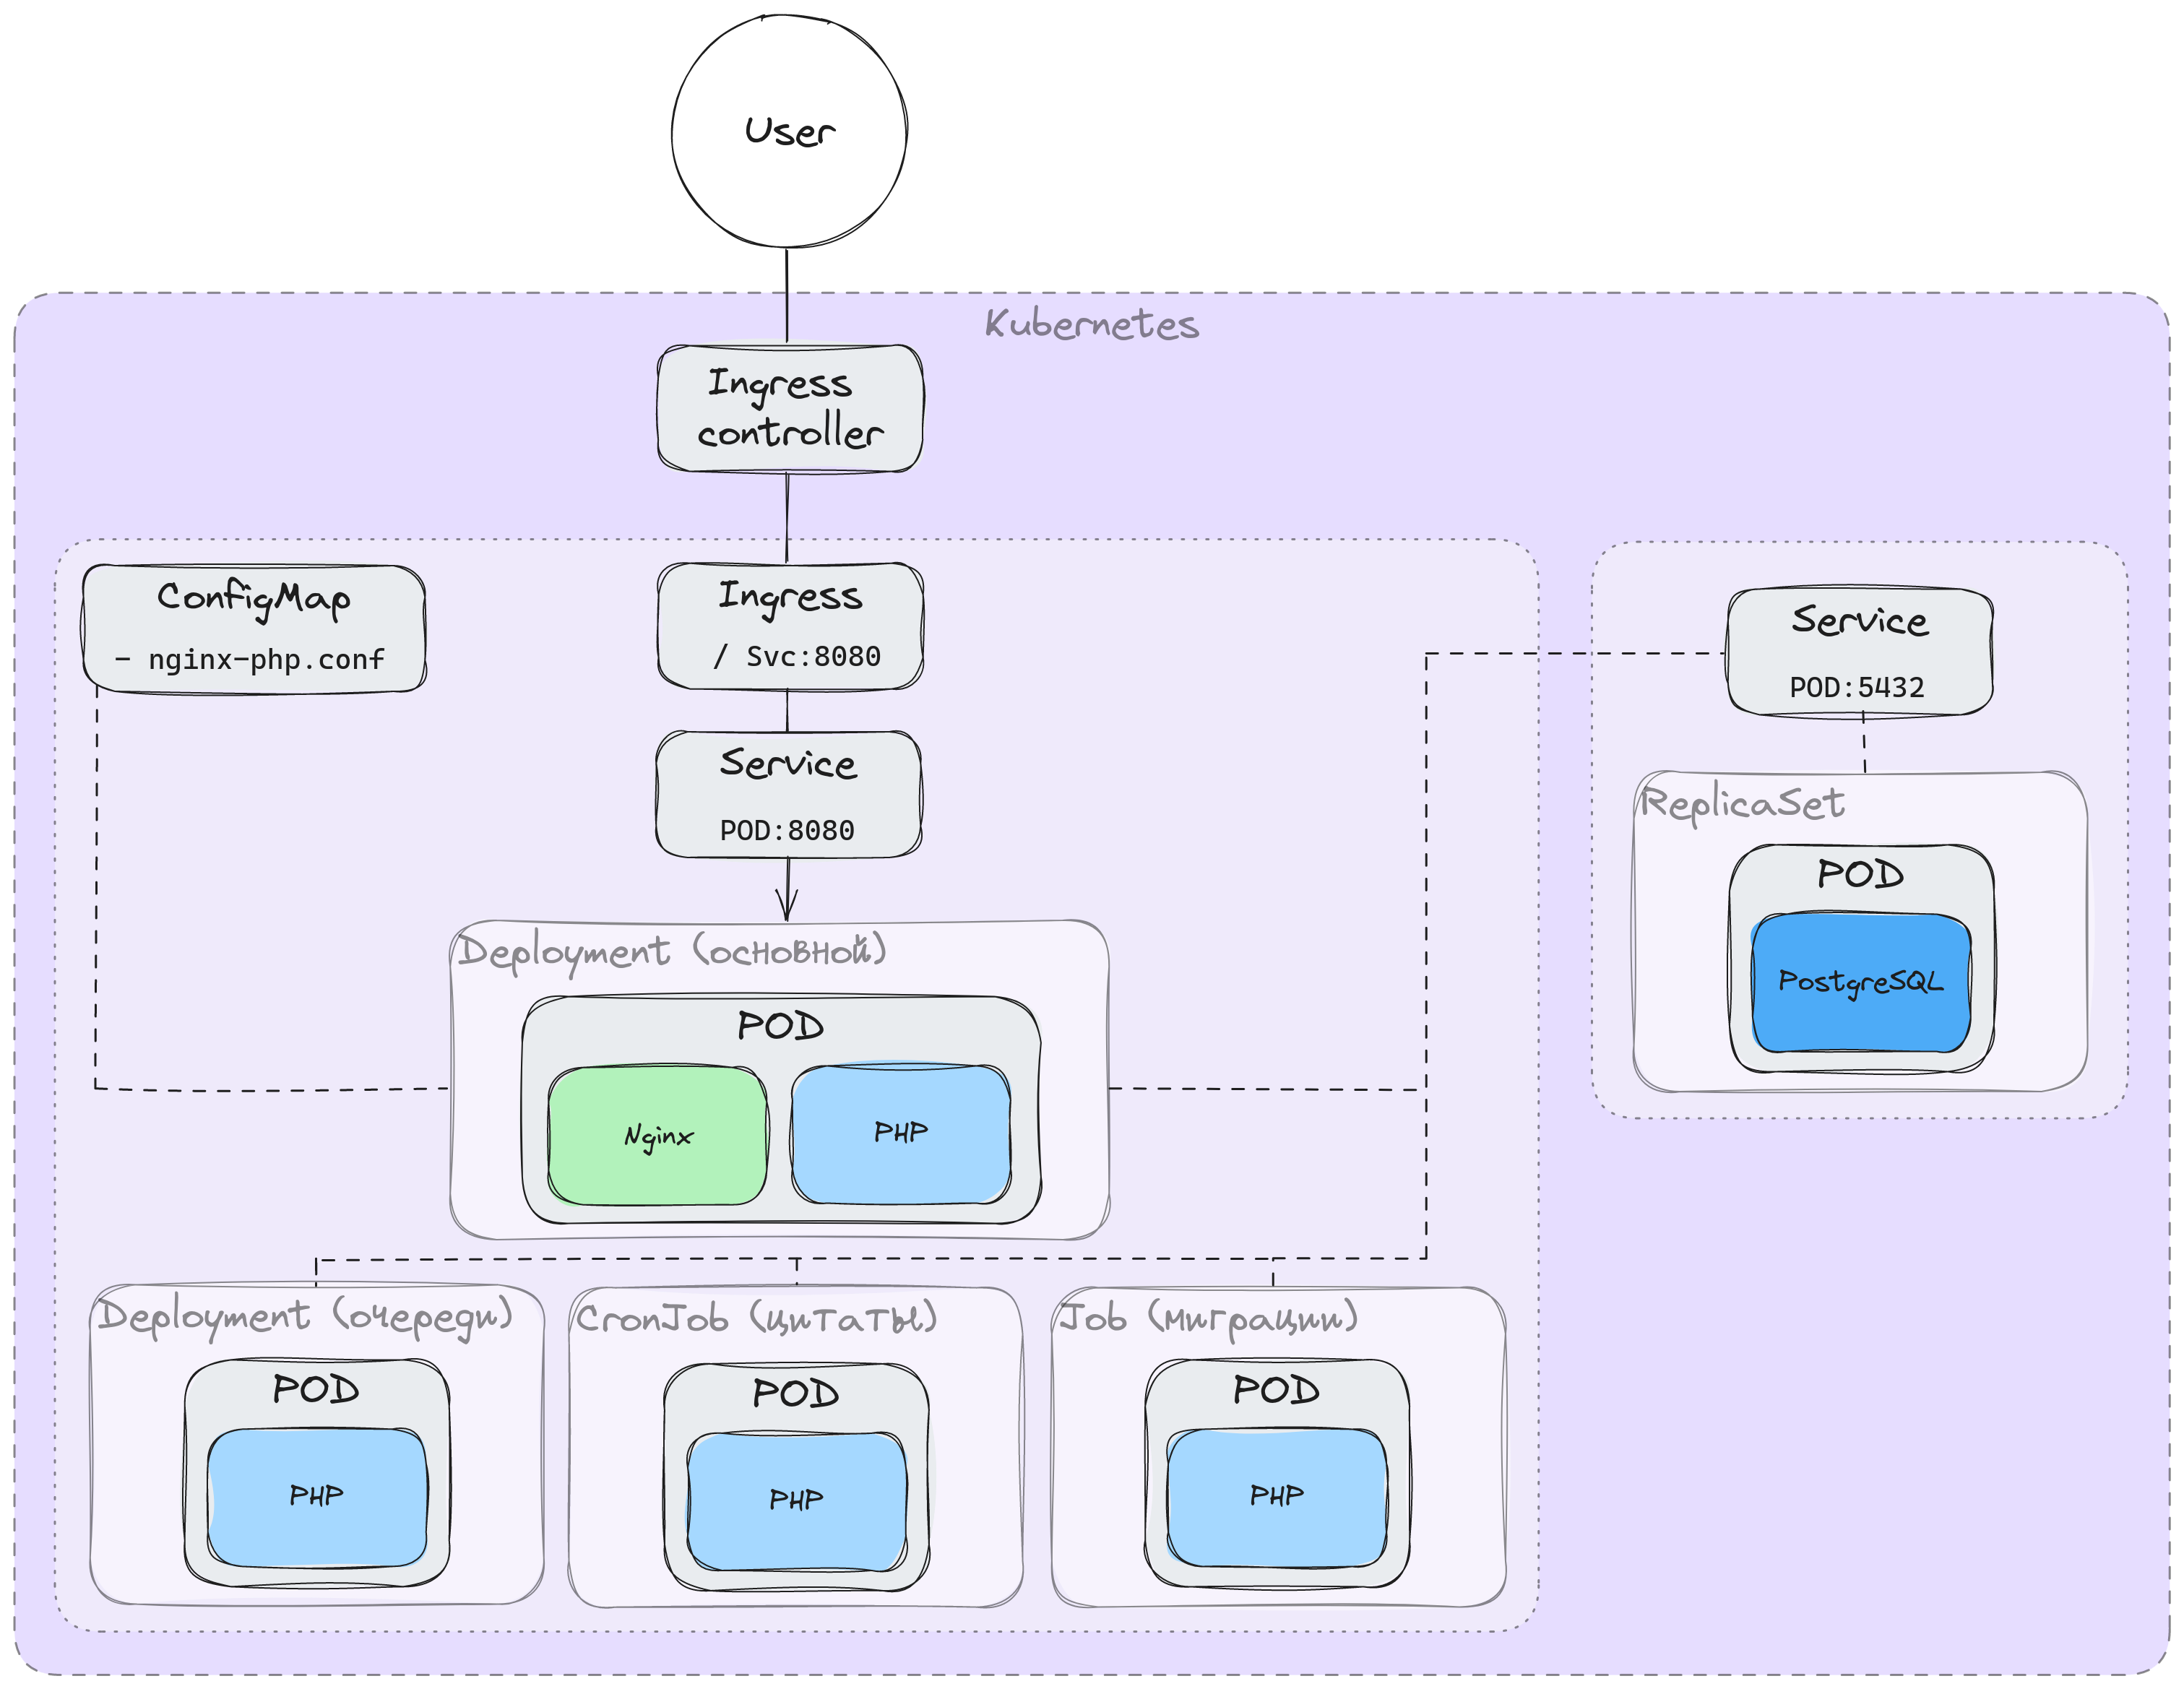 User
Kubernetes
Ingress
controller
ConfigMap
- nginx-php.conf
Ingress
/ Svc:8080
Service
POD:5432
Service
POD:8080
ReplicaSet
POD
PostgreSQL
Deployment (основной)
POD
Nginx
PHP
Deployment (очереди)
POD
PHP
CronJob (цитаты)
POD
PHP
Job (миграции)
POD
PHP